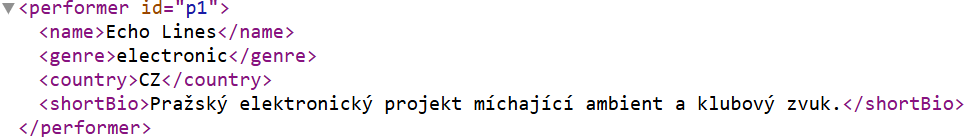 <performer id="p1">
<name>Echo Lines</name>
<genre>electronic</genre>
<country>CZ</country>
<shortBio>Pražský elektronický projekt míchající ambient a klubový zvuk.</shortBio>
</performer>